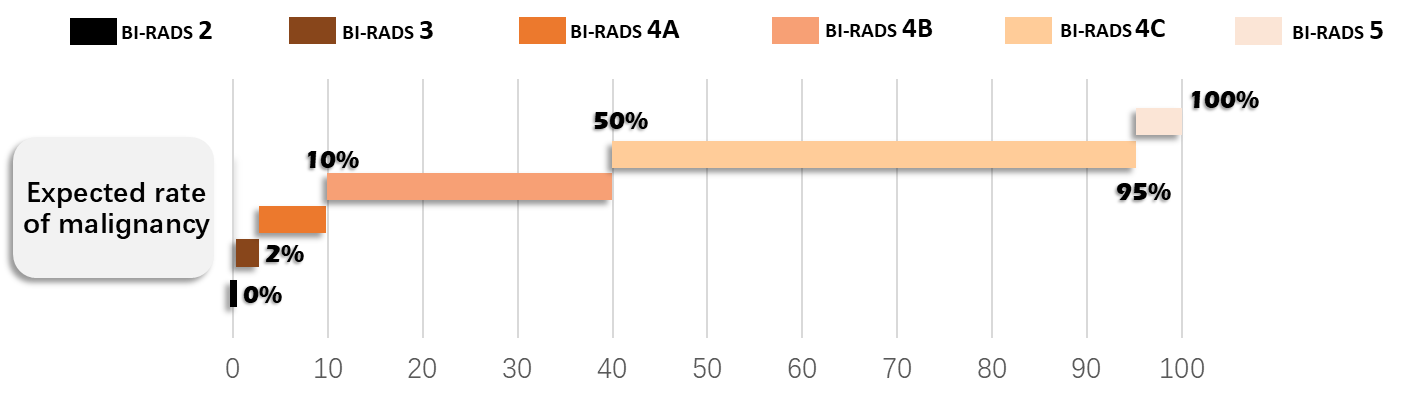 BI-RADS 2 BI-RADS 3 BI-RADS 4A BI-RADS 4B BI-RADS 4C BI-RADS 5
100%
50%
10%
95%
Expected rate
of malignancy
2%
0%
0 10 20 30 40 50 60 70 80 90 100